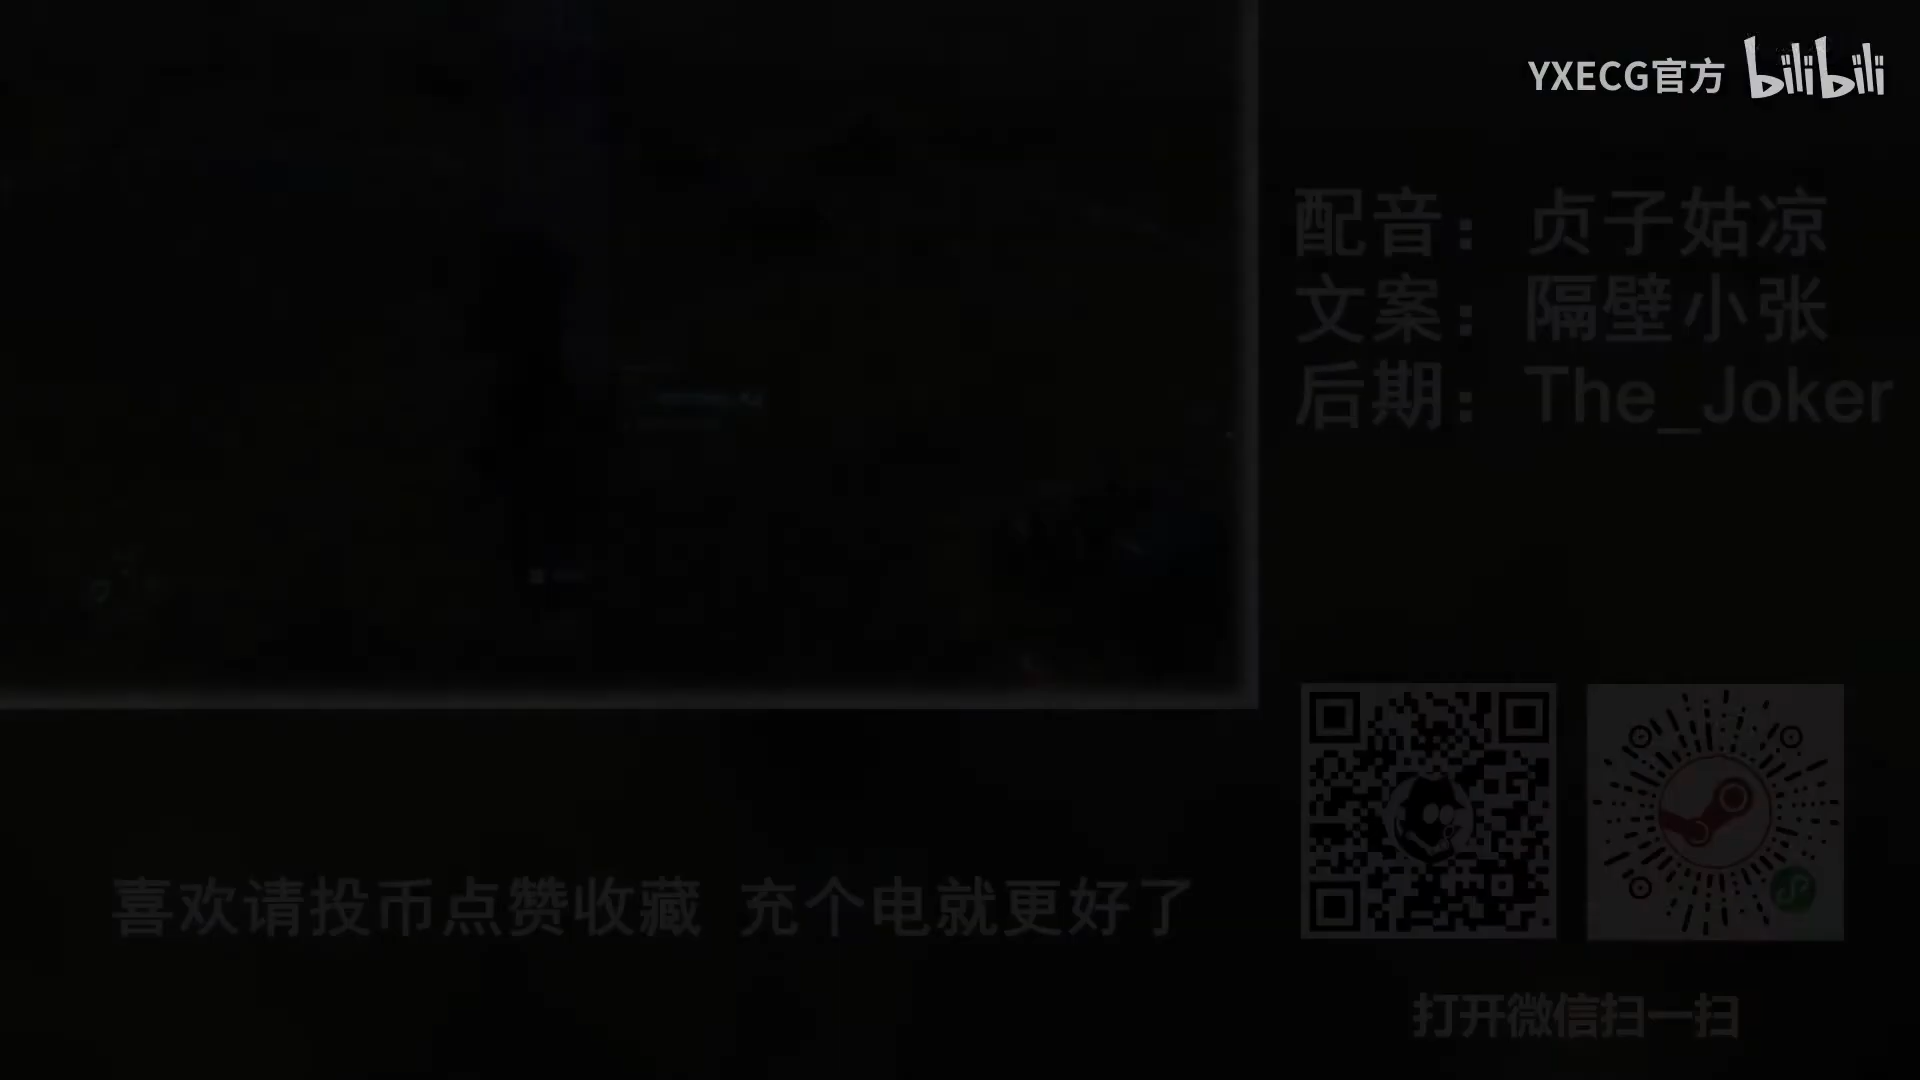 YXECG官方 bilibili
配音：贞子姑凉
文案：隔壁小张
后期：The_Joker
喜欢请投币点赞收藏 充个电就更好了
打开微信扫一扫